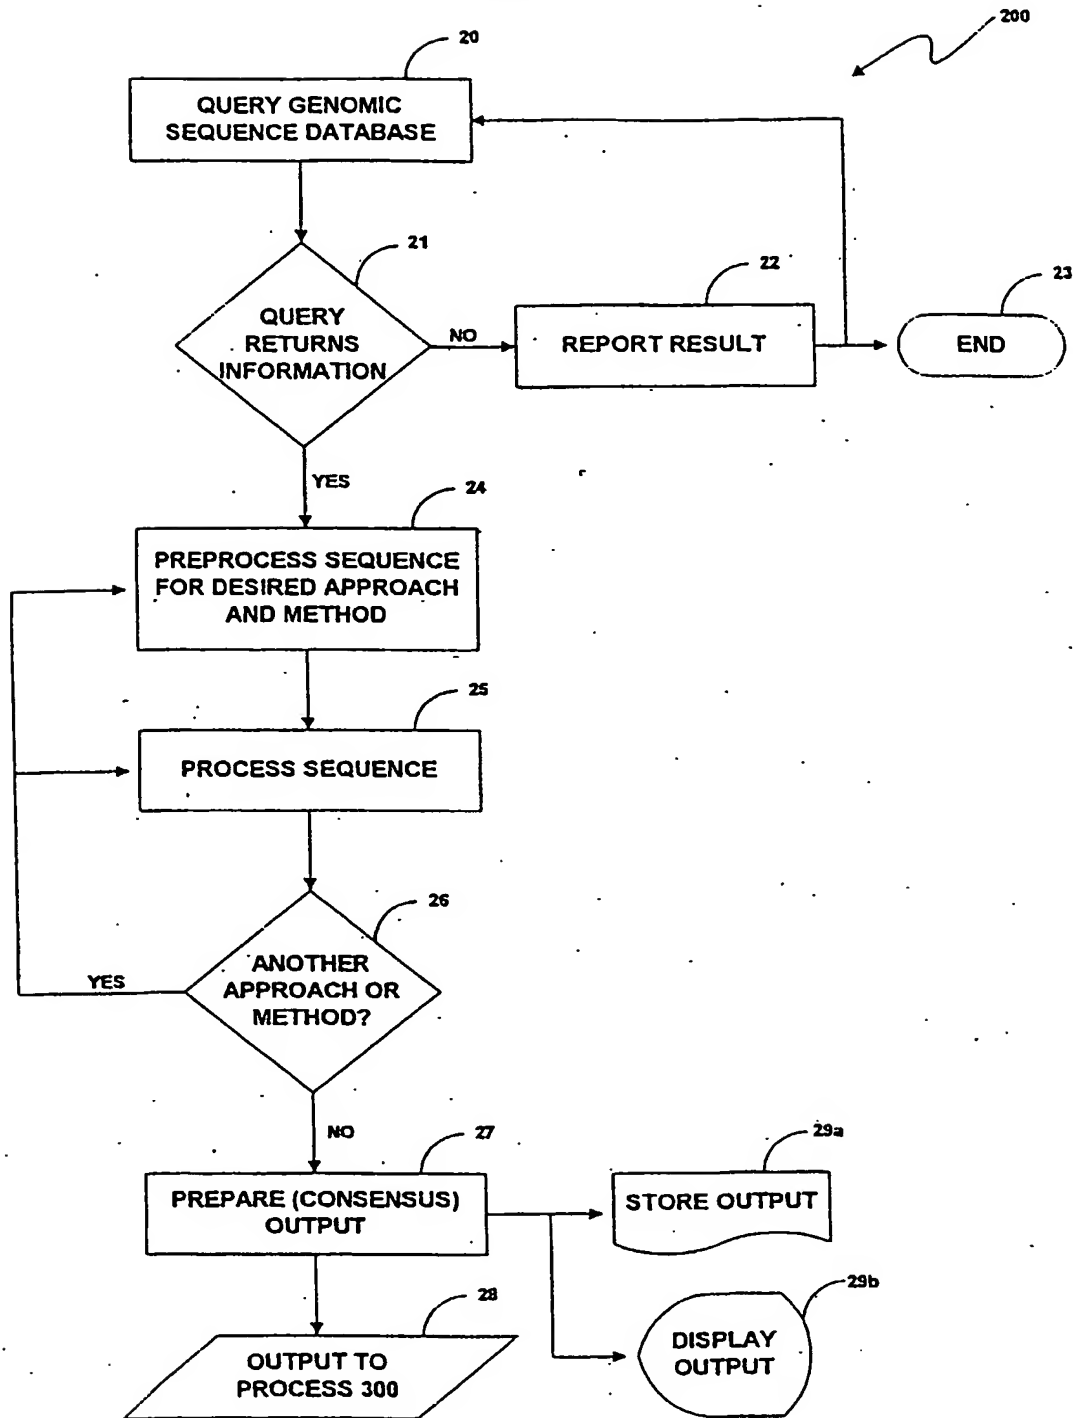 200
20
QUERY GENOMIC
SEQUENCE DATABASE
21
QUERY
RETURNS
INFORMATION
NO
22
REPORT RESULT
23
END
YES
24
PREPROCESS SEQUENCE
FOR DESIRED APPROACH
AND METHOD
25
PROCESS SEQUENCE
26
ANOTHER
APPROACH OR
METHOD?
YES
NO
27
PREPARE (CONSENSUS)
OUTPUT
29a
STORE OUTPUT
28
OUTPUT TO
PROCESS 300
29b
DISPLAY
OUTPUT